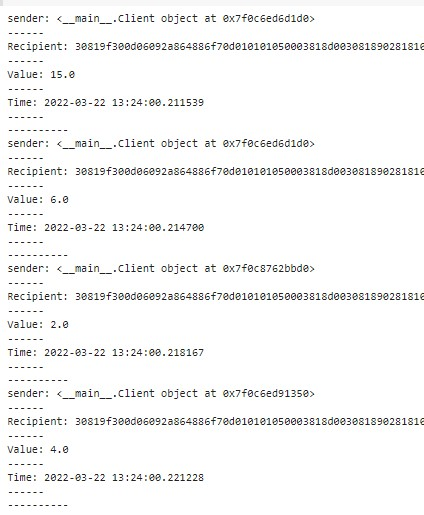 sender: <__main__.Client object at 0x7f0c6ed6d1d0>
------
Recipient: 30819f300d06092a864886f70d010101050003818d003081890281810
------
Value: 15.0
------
Time: 2022-03-22 13:24:00.211539
------
----------
sender: <__main__.Client object at 0x7f0c6ed6d1d0>
------
Recipient: 30819f300d06092a864886f70d010101050003818d003081890281810
------
Value: 6.0
------
Time: 2022-03-22 13:24:00.214700
------
----------
sender: <__main__.Client object at 0x7f0c8762bbd0>
------
Recipient: 30819f300d06092a864886f70d010101050003818d003081890281810
------
Value: 2.0
------
Time: 2022-03-22 13:24:00.218167
------
----------
sender: <__main__.Client object at 0x7f0c6ed91350>
------
Recipient: 30819f300d06092a864886f70d010101050003818d003081890281810
------
Value: 4.0
------
Time: 2022-03-22 13:24:00.221228
------
----------